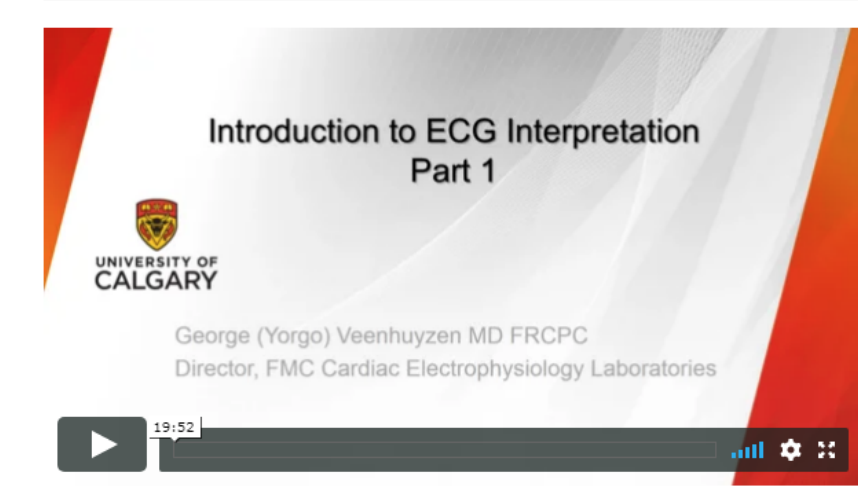 Introduction to ECG Interpretation
Part 1
UNIVERSITY OF
CALGARY
George (Yorgo) Veenhuyzen MD FRCPC
Director, FMC Cardiac Electrophysiology Laboratories
19:52